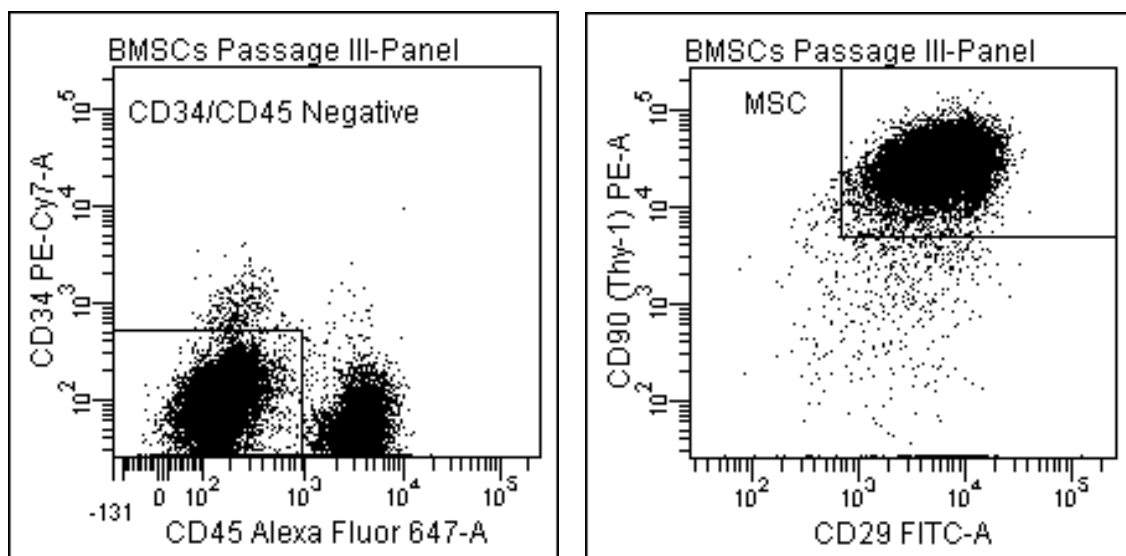 BMSCs Passage III-Panel
CD34/CD45 Negative
CD34 PE-Cy7-A
10^5
10^4
10^3
10^2
-131
0
10^2
10^3
10^4
10^5
CD45 Alexa Fluor 647-A
BMSCs Passage III-Panel
MSC
CD90 (Thy-1) PE-A
10^5
10^4
10^3
10^2
10^2
10^3
10^4
10^5
CD29 FITC-A